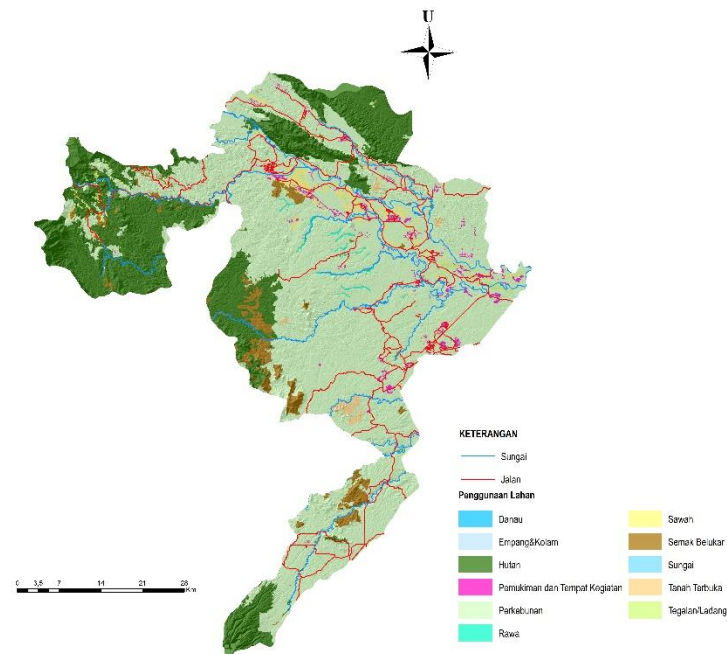 U
KETERANGAN
Sungai
Jalan
Penggunaan Lahan
Danau
Empang&Kolam
Hutan
Pemukiman dan Tempat Kegiatan
Perkebunan
Rawa
Sawah
Semak Belukar
Sungai
Tanah Terbuka
Tegalan/Ladang
0 3,5 7 14 21 28
Km